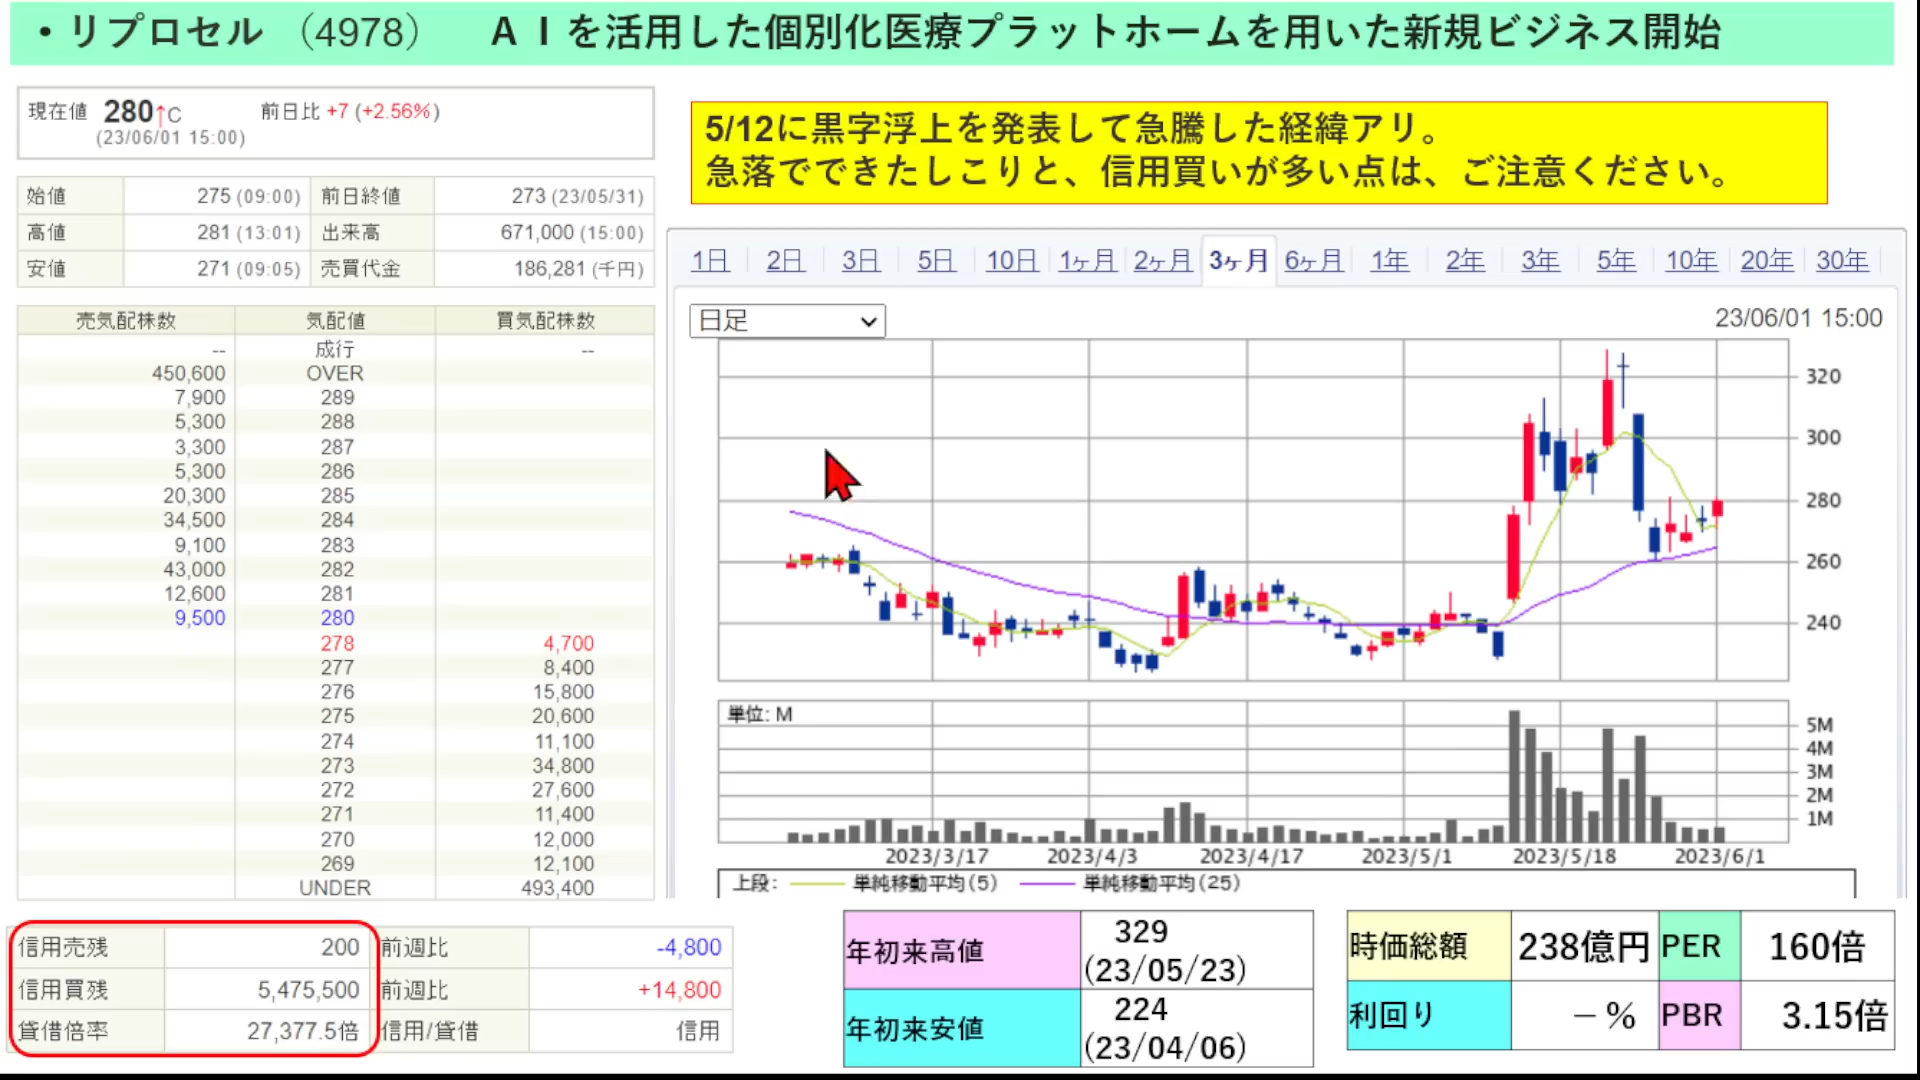 ・リプロセル（4978）　ＡＩを活用した個別化医療プラットホームを用いた新規ビジネス開始
現在値 280↑C 前日比 +7 (+2.56%)
(23/06/01 15:00)
始値 275 (09:00) 前日終値 273 (23/05/31)
高値 281 (13:01) 出来高 671,000 (15:00)
安値 271 (09:05) 売買代金 186,281 (千円)
売気配株数 気配値 買気配株数
-- 成行 --
450,600 OVER
7,900 289
5,300 288
3,300 287
5,300 286
20,300 285
34,500 284
9,100 283
43,000 282
12,600 281
9,500 280
278 4,700
277 8,400
276 15,800
275 20,600
274 11,100
273 34,800
272 27,600
271 11,400
270 12,000
269 12,100
UNDER 493,400
5/12に黒字浮上を発表して急騰した経緯アリ。
急落でできたしこりと、信用買いが多い点は、ご注意ください。
1日 2日 3日 5日 10日 1ヶ月 2ヶ月 3ヶ月 6ヶ月 1年 2年 3年 5年 10年 20年 30年
日足 23/06/01 15:00
320
300
280
260
240
単位: M
5M
4M
3M
2M
1M
2023/3/17 2023/4/3 2023/4/17 2023/5/1 2023/5/18 2023/6/1
上段: 単純移動平均(5) 単純移動平均(25)
信用売残 200 前週比 -4,800
信用買残 5,475,500 前週比 +14,800
貸借倍率 27,377.5倍 信用/貸借 信用
年初来高値 329
(23/05/23)
年初来安値 224
(23/04/06)
時価総額 238億円 PER 160倍
利回り －% PBR 3.15倍